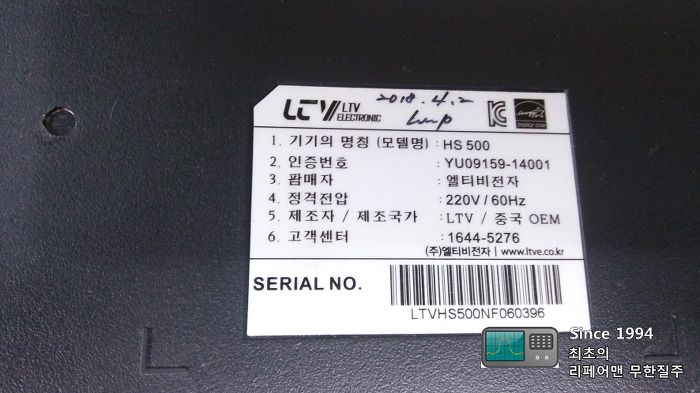 LTV LTV
ELECTRONIC
2018.4.2
ENERGY STAR
1. 기기의 명칭 (모델명) : HS 500
2. 인증번호 : YU09159-14001
3. 팜매자 : 엘티비전자
4. 정격전압 : 220V / 60Hz
5. 제조자 / 제조국가 : LTV / 중국 OEM
6. 고객센터 : 1644-5276
(주)엘티비전자 | www.ltve.co.kr
SERIAL NO.
LTVHS500NF060396
Since 1994
최초의
리페어맨 무한질주